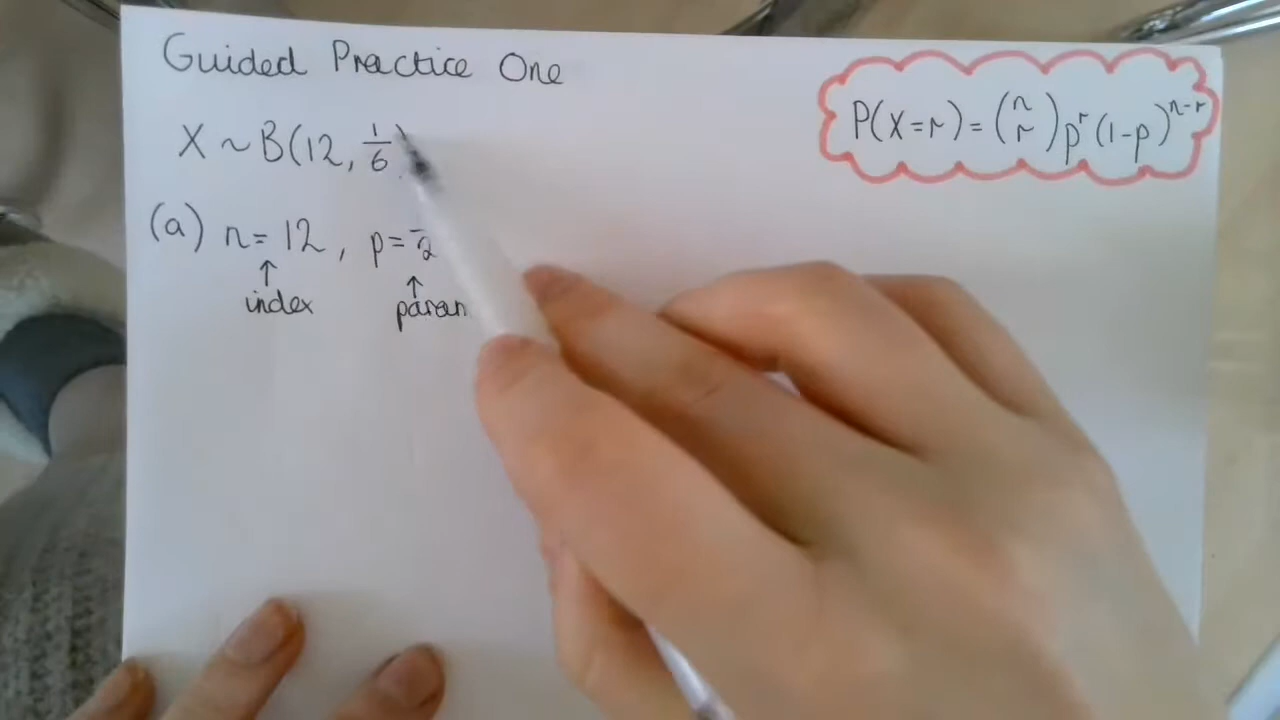 Guided Practice One
P(X=r) = (n r) p^r (1-p)^n-r
X ~ B(12, 1/6)
(a) n = 12, p =
↑ ↑
index